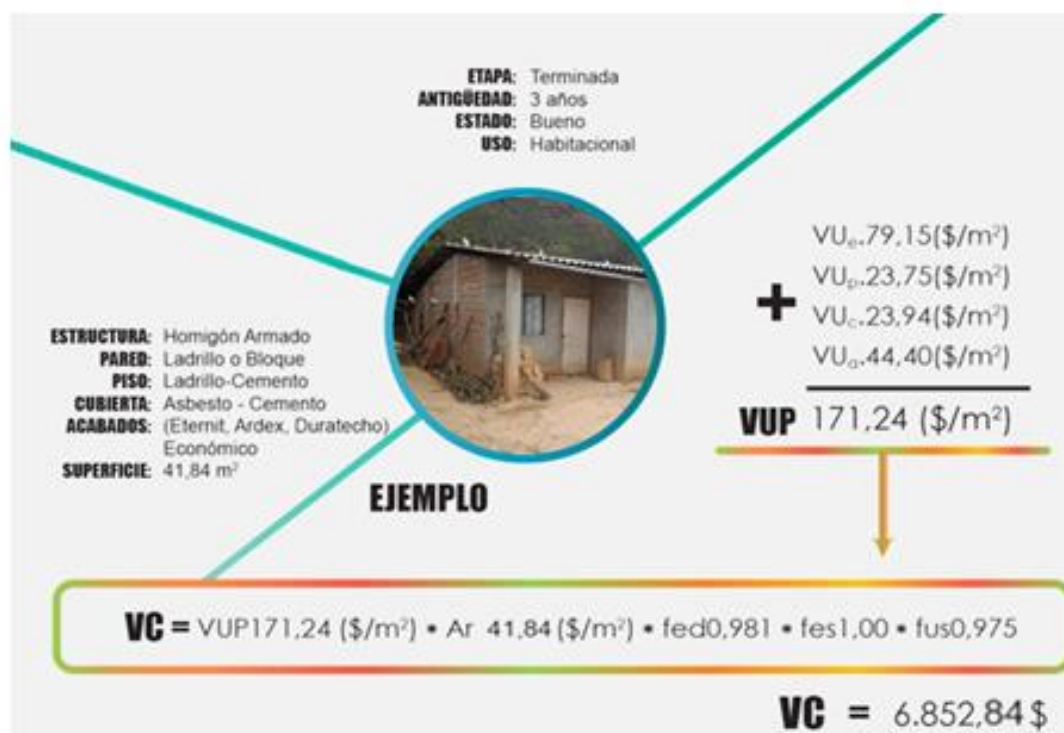 ETAPA: Terminada
ANTIGÜEDAD: 3 años
ESTADO: Bueno
USO: Habitacional
ESTRUCTURA: Homigón Armado
PARED: Ladrillo o Bloque
PISO: Ladrillo-Cemento
CUBIERTA: Asbesto - Cemento
ACABADOS: (Eternit, Ardex, Duratecho)
Económico
SUPERFICIE: 41,84 m²
EJEMPLO
+
VUₑ.79,15($/m²)
VUₚ.23,75($/m²)
VU꜀.23,94($/m²)
VUₐ.44,40($/m²)
VUP 171,24 ($/m²)
VC = VUP171,24 ($/m²) • Ar 41,84($/m²) • fed0,981 • fes1,00 • fus0,975
VC = 6.852,84$